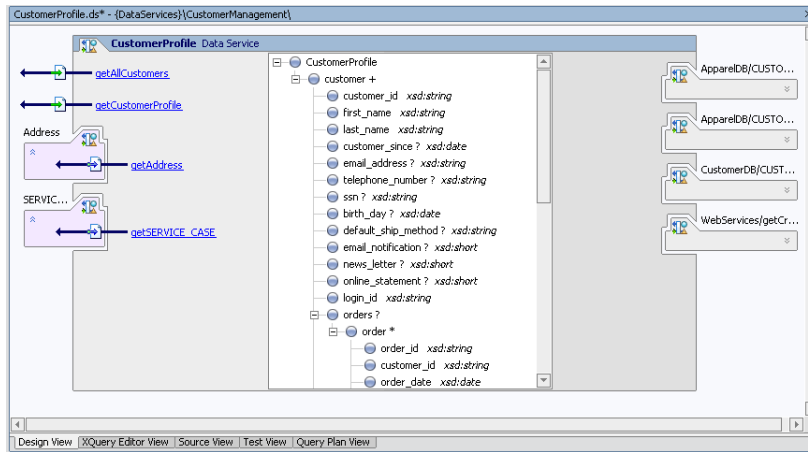 CustomerProfile.ds* - {DataServices}\CustomerManagement\
CustomerProfile Data Service
getAllCustomers
getCustomerProfile
Address
getAddress
SERVIC...
getSERVICE_CASE
CustomerProfile
customer +
customer_id xsd:string
first_name xsd:string
last_name xsd:string
customer_since ? xsd:date
email_address ? xsd:string
telephone_number ? xsd:string
ssn ? xsd:string
birth_day ? xsd:date
default_ship_method ? xsd:string
email_notification ? xsd:short
news_letter ? xsd:short
online_statement ? xsd:short
login_id xsd:string
orders ?
order *
order_id xsd:string
customer_id xsd:string
order_date xsd:date
ApparelDB/CUSTO...
ApparelDB/CUSTO...
CustomerDB/CUST...
WebServices/getCr...
Design View XQuery Editor View Source View Test View Query Plan View